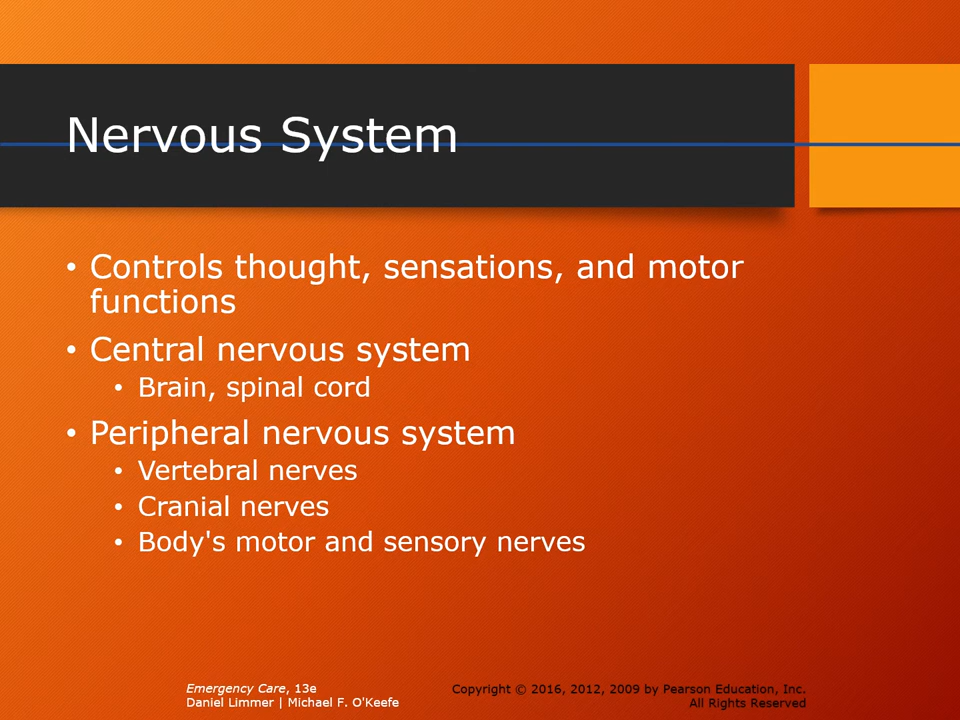 Nervous System
• Controls thought, sensations, and motor
functions
• Central nervous system
• Brain, spinal cord
• Peripheral nervous system
• Vertebral nerves
• Cranial nerves
• Body's motor and sensory nerves
Emergency Care, 13e
Daniel Limmer | Michael F. O'Keefe
Copyright © 2016, 2012, 2009 by Pearson Education, Inc.
All Rights Reserved